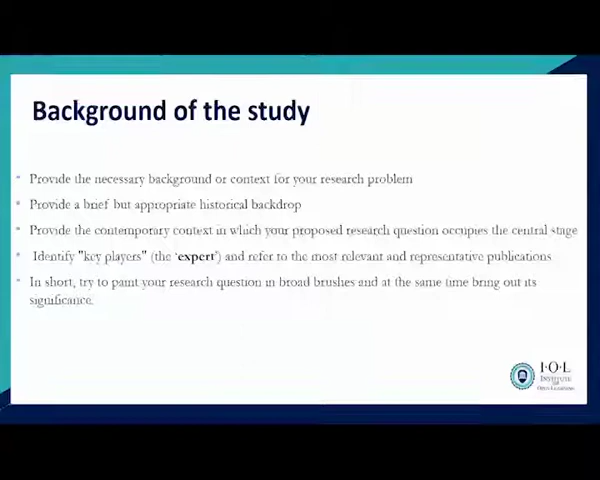 Background of the study
Provide the necessary background or context for your research problem
Provide a brief but appropriate historical backdrop
Provide the contemporary context in which your proposed research question occupies the central stage
Identify "key players" (the 'expert') and refer to the most relevant and representative publications
In short, try to paint your research question in broad brushes and at the same time bring out its
significance.
I·O·L
Institute
of
Open Learning